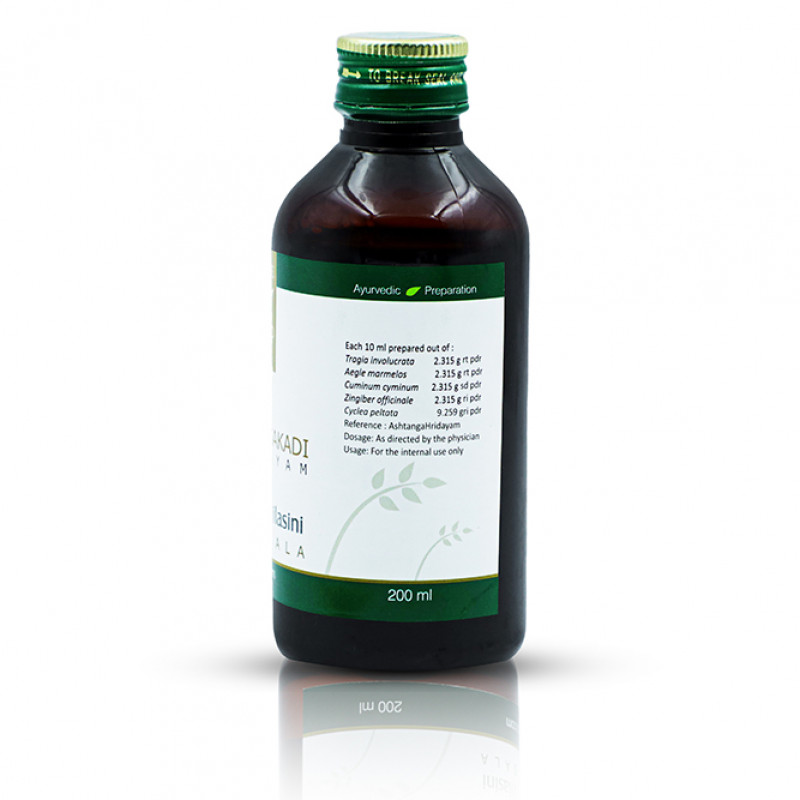 TO BREAK SEAL
Ayurvedic Preparation
Each 10 ml prepared out of :
Tragia involucrata 2.315 g rt pdr
Aegle marmelos 2.315 g rt pdr
Cuminum cyminum 2.315 g sd pdr
Zingiber officinale 2.315 g ri pdr
Cyclea peltata 9.259 gri pdr
Reference : AshtangaHridayam
Dosage: As directed by the physician
Usage: For the internal use only
AKADI
YAM
lasini
ALA
200 ml